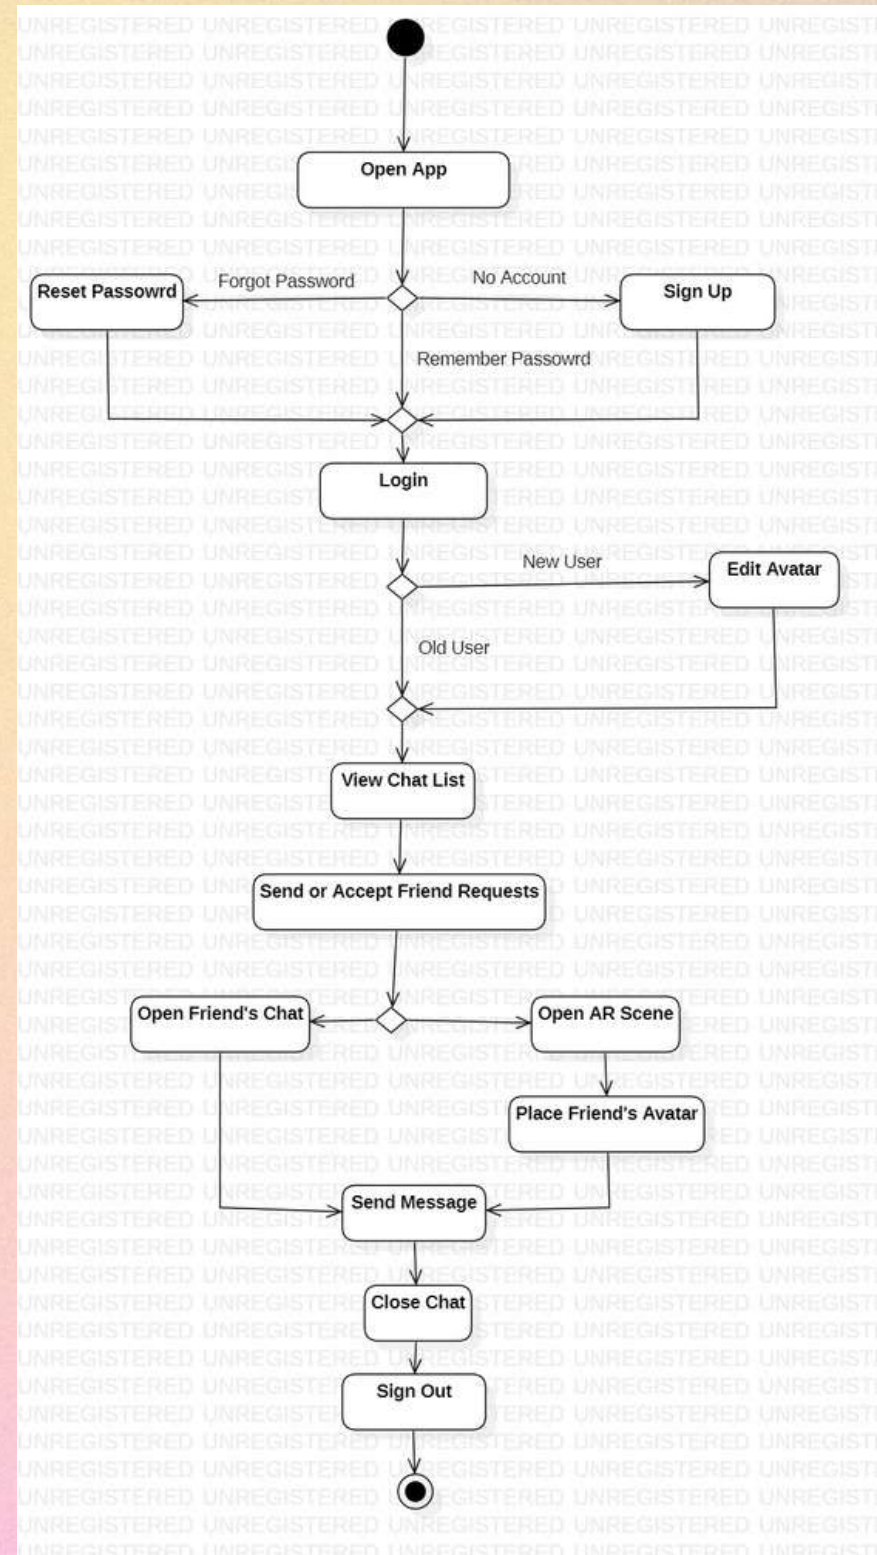 Open App
Forgot Password
No Account
Reset Passowrd
Sign Up
Remember Passowrd
Login
New User
Edit Avatar
Old User
View Chat List
Send or Accept Friend Requests
Open Friend's Chat
Open AR Scene
Place Friend's Avatar
Send Message
Close Chat
Sign Out
UNREGISTERED